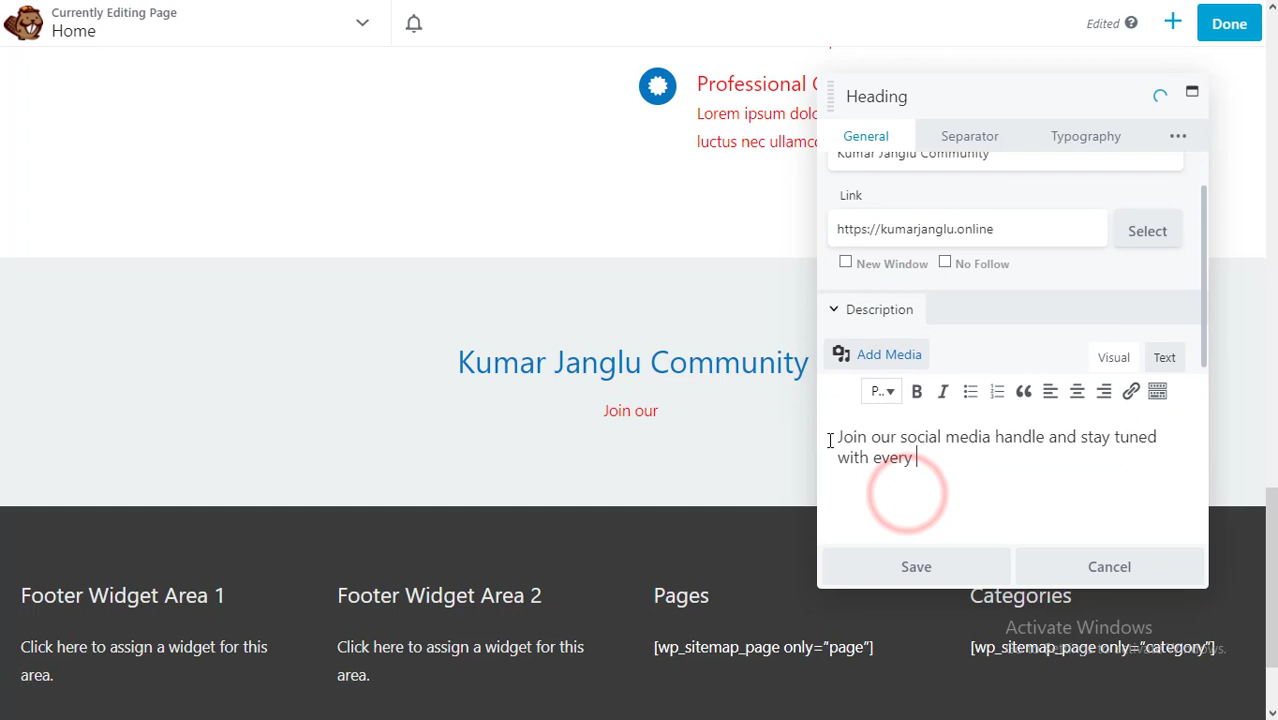 Currently Editing Page
Home
Edited
Done
Professional C
Lorem ipsum dolo
luctus nec ullamco
Heading
General
Separator
Typography
Kumar Janglu Community
Link
https://kumarjanglu.online
Select
New Window
No Follow
Description
Add Media
Visual
Text
P..
B
I
Join our social media handle and stay tuned
with every
Save
Cancel
Kumar Janglu Community
Join our
Footer Widget Area 1
Footer Widget Area 2
Pages
Categories
Click here to assign a widget for this
area.
Click here to assign a widget for this
area.
[wp_sitemap_page only="page"]
[wp_sitemap_page only="category"]
Activate Windows